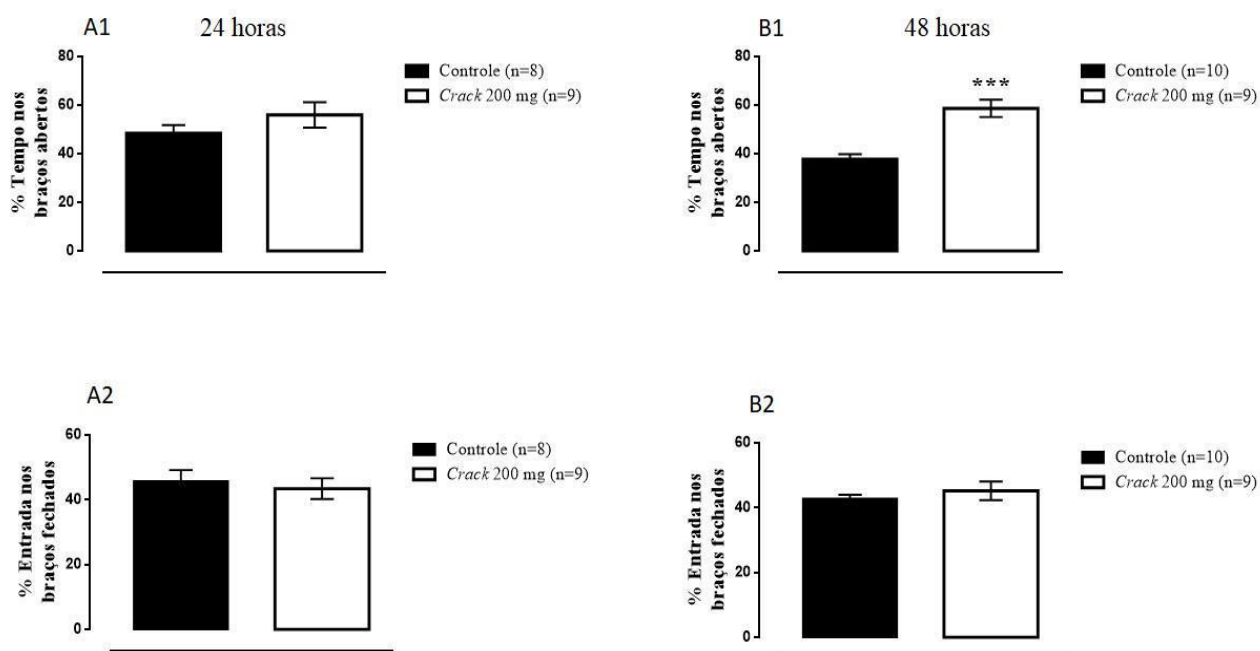 A1
24 horas
% Tempo nos
braços abertos
80
60
40
20
0
Controle (n=8)
Crack 200 mg (n=9)
B1
48 horas
% Tempo nos
braços abertos
80
60
40
20
0
***
Controle (n=10)
Crack 200 mg (n=9)
A2
% Entrada nos
braços fechados
60
40
20
0
Controle (n=8)
Crack 200 mg (n=9)
B2
% Entrada nos
braços fechados
60
40
20
0
Controle (n=10)
Crack 200 mg (n=9)